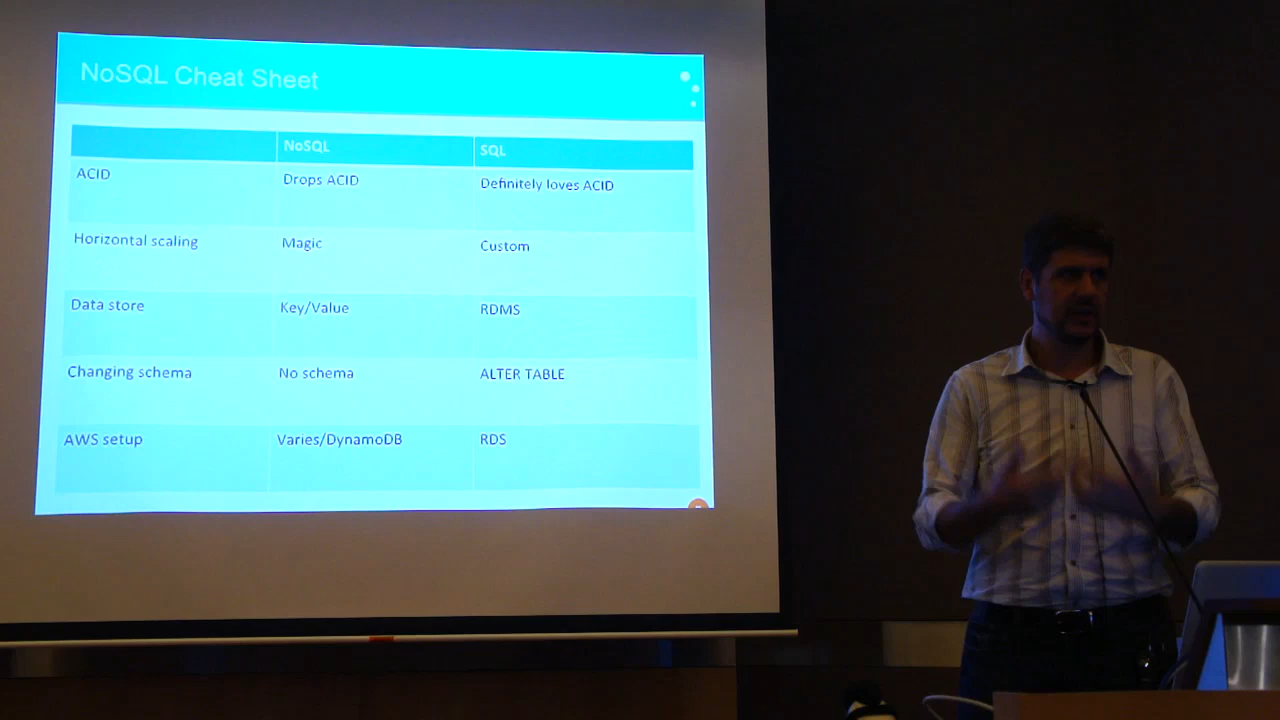 NoSQL Cheat Sheet
NoSQL SQL
ACID Drops ACID Definitely loves ACID
Horizontal scaling Magic Custom
Data store Key/Value RDMS
Changing schema No schema ALTER TABLE
AWS setup Varies/DynamoDB RDS